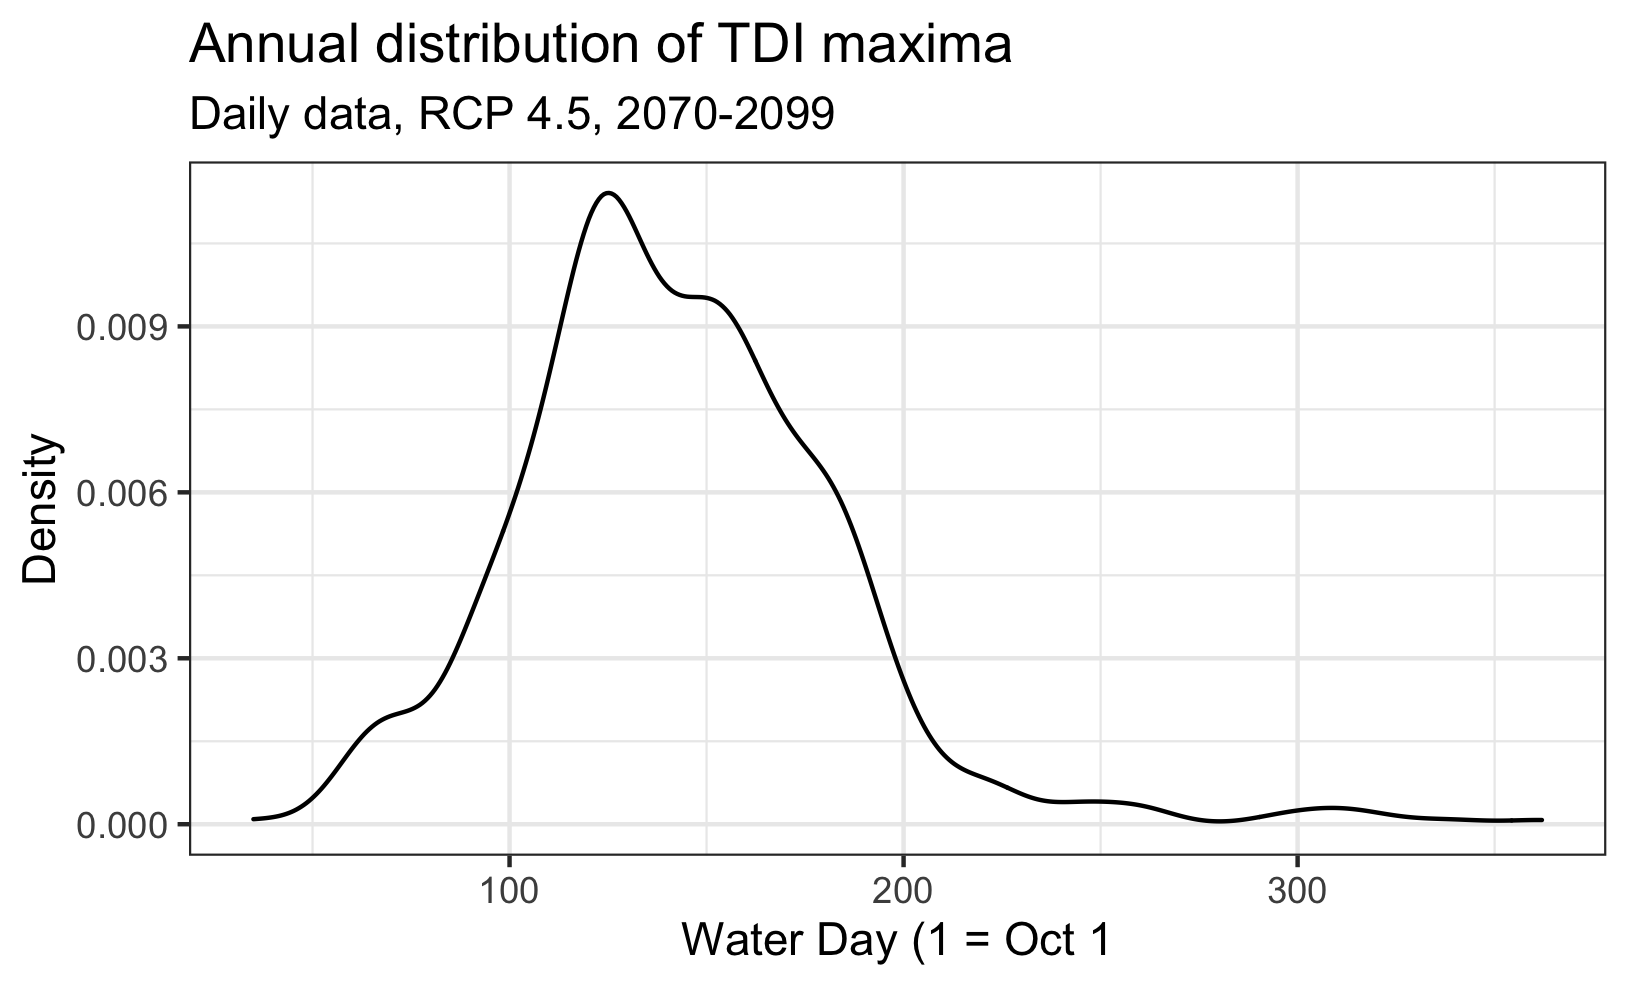 Annual distribution of TDI maxima
Daily data, RCP 4.5, 2070-2099
Density
0.009
0.006
0.003
0.000
100 200 300
Water Day (1 = Oct 1